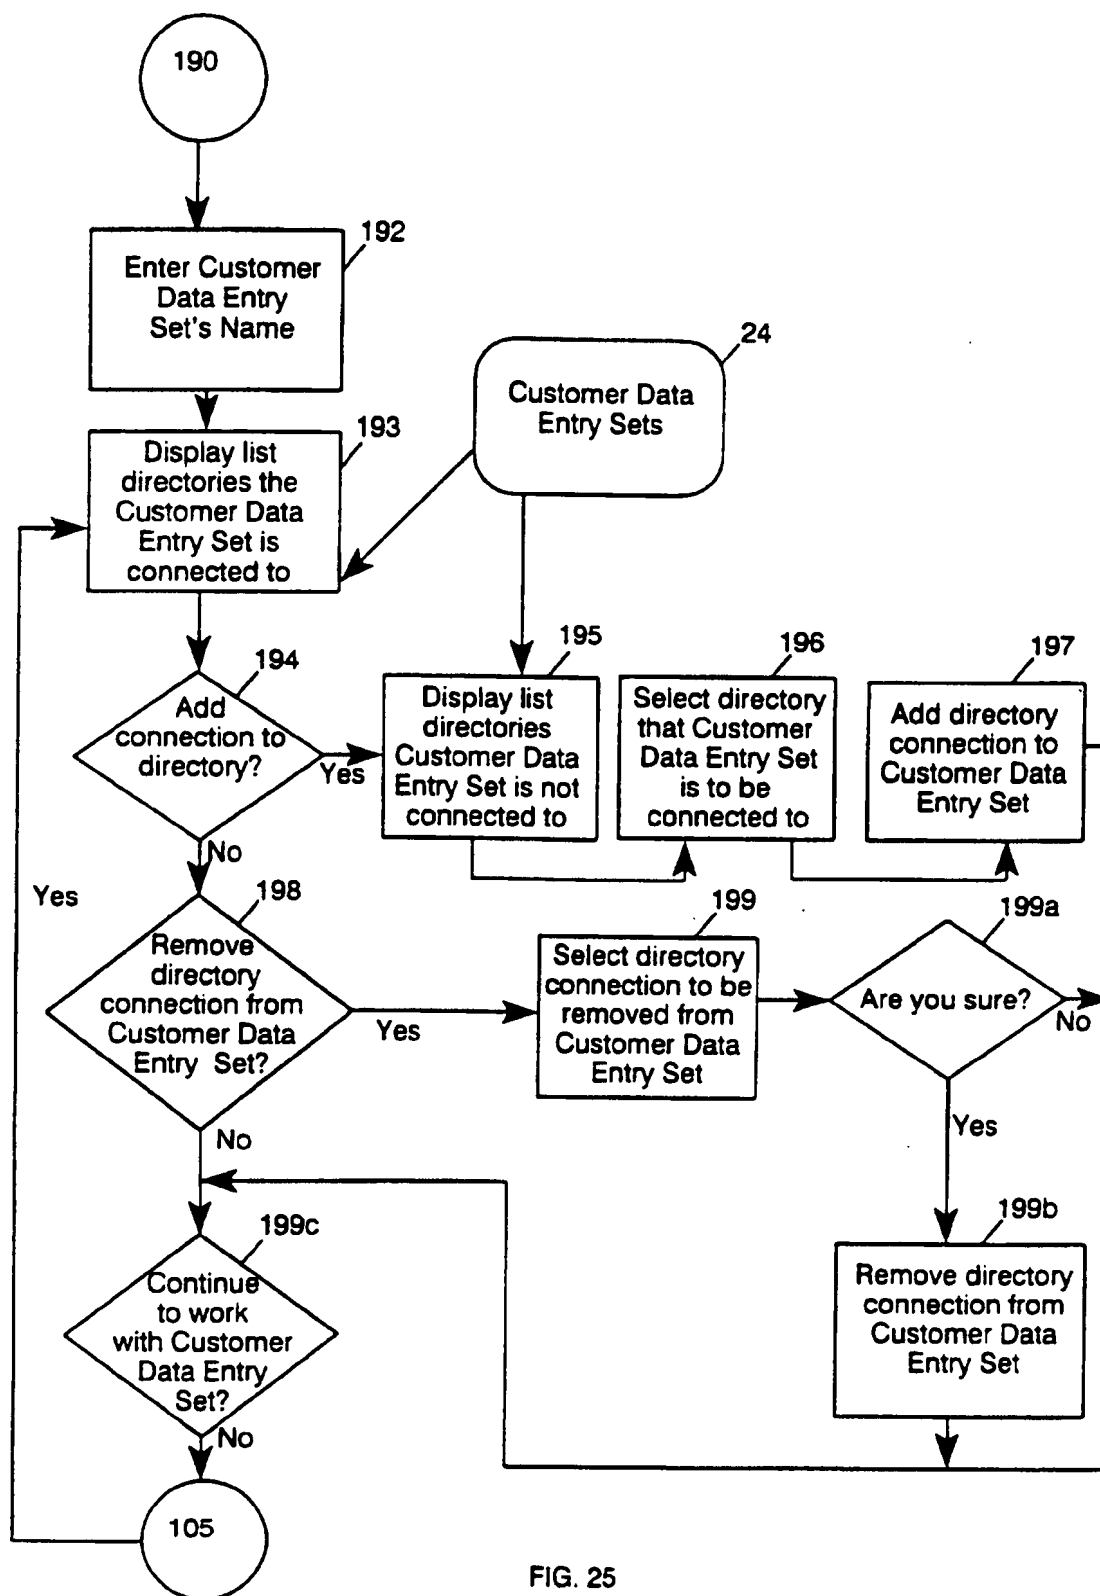 190
192
Enter Customer
Data Entry
Set's Name
24
Customer Data
Entry Sets
193
Display list
directories the
Customer Data
Entry Set is
connected to
194
Add
connection to
directory?
Yes
No
195
Display list
directories
Customer Data
Entry Set is not
connected to
196
Select directory
that Customer
Data Entry Set
is to be
connected to
197
Add directory
connection to
Customer Data
Entry Set
Yes
198
Remove
directory
connection from
Customer Data
Entry Set?
Yes
No
199
Select directory
connection to be
removed from
Customer Data
Entry Set
199a
Are you sure?
No
Yes
199b
Remove directory
connection from
Customer Data
Entry Set
199c
Continue
to work
with Customer
Data Entry
Set?
No
105
FIG. 25